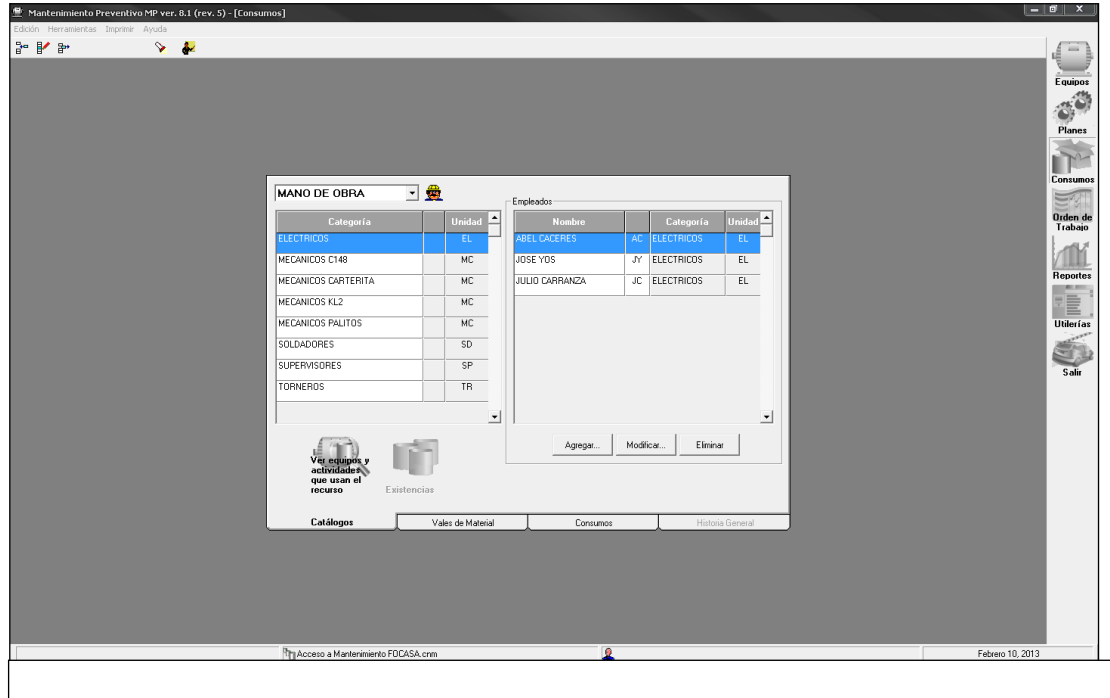 Mantenimiento Preventivo MP ver. 8.1 (rev. 5) - [Consumos]
Edición Herramientas Imprimir Ayuda
Equipos
Planes
Consumos
Orden de
Trabajo
Reportes
Utilerías
Salir
MANO DE OBRA
Categoría Unidad
ELECTRICOS EL
MECANICOS C148 MC
MECANICOS CARTERITA MC
MECANICOS KL2 MC
MECANICOS PALITOS MC
SOLDADORES SD
SUPERVISORES SP
TORNEROS TR
Empleados
Nombre Categoría Unidad
ABEL CACERES AC ELECTRICOS EL
JOSE YOS JY ELECTRICOS EL
JULIO CARRANZA JC ELECTRICOS EL
Agregar... Modificar... Eliminar
Ver equipos y
actividades
que usan el
recurso
Existencias
Catálogos Vales de Material Consumos Historia General
Acceso a Mantenimiento FOCASA.cnm Febrero 10, 2013